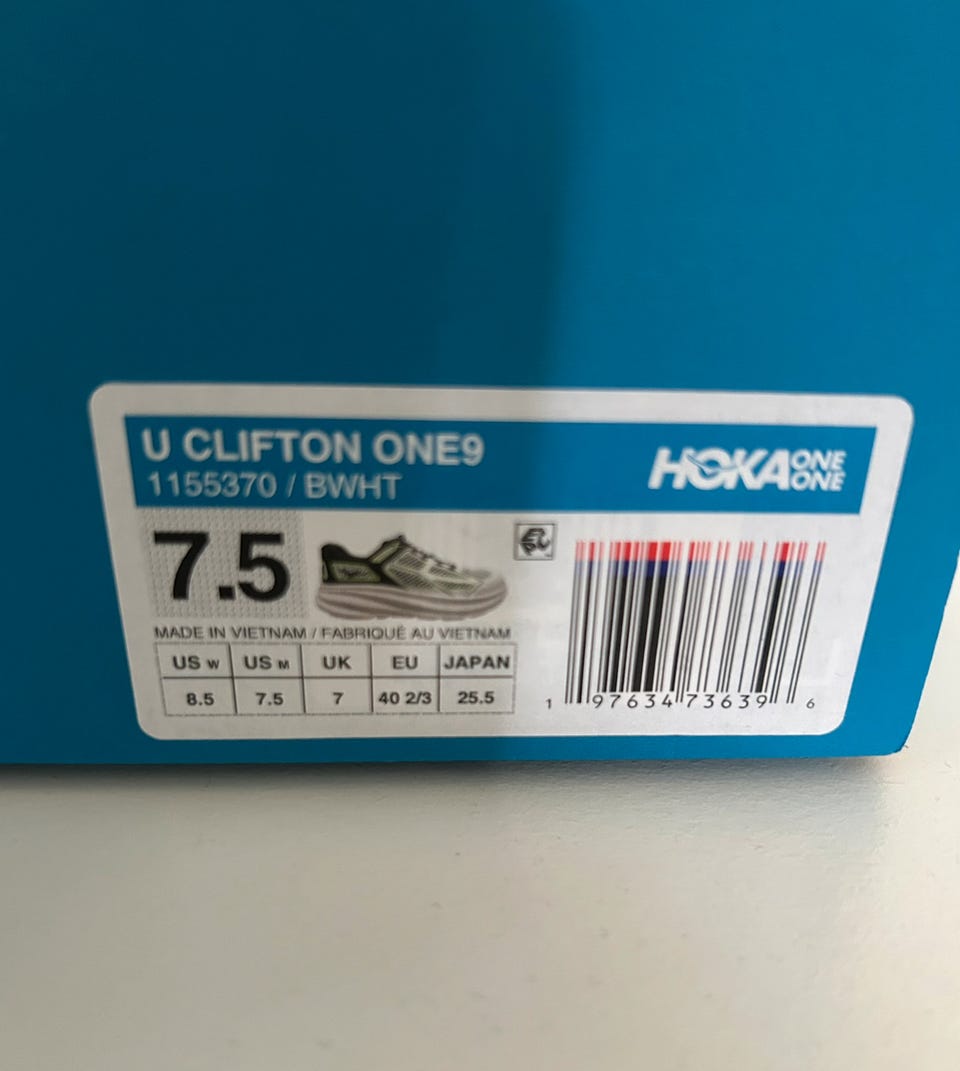 U CLIFTON ONE9
1155370 / BWHT
HOKA ONE ONE
7.5
MADE IN VIETNAM / FABRIQUÉ AU VIETNAM
US W US M UK EU JAPAN
8.5 7.5 7 40 2/3 25.5
1 97634 73639 6